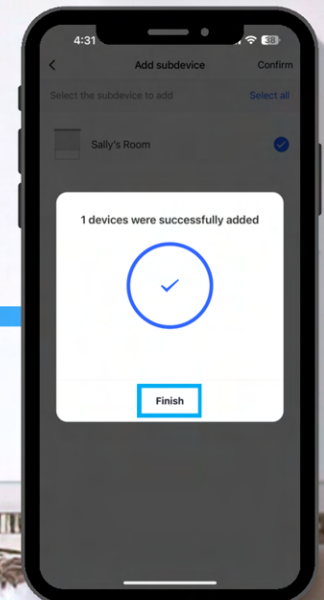 4:31
38
Add subdevice
Confirm
Select the subdevice to add
Select all
Sally's Room
1 devices were successfully added
Finish